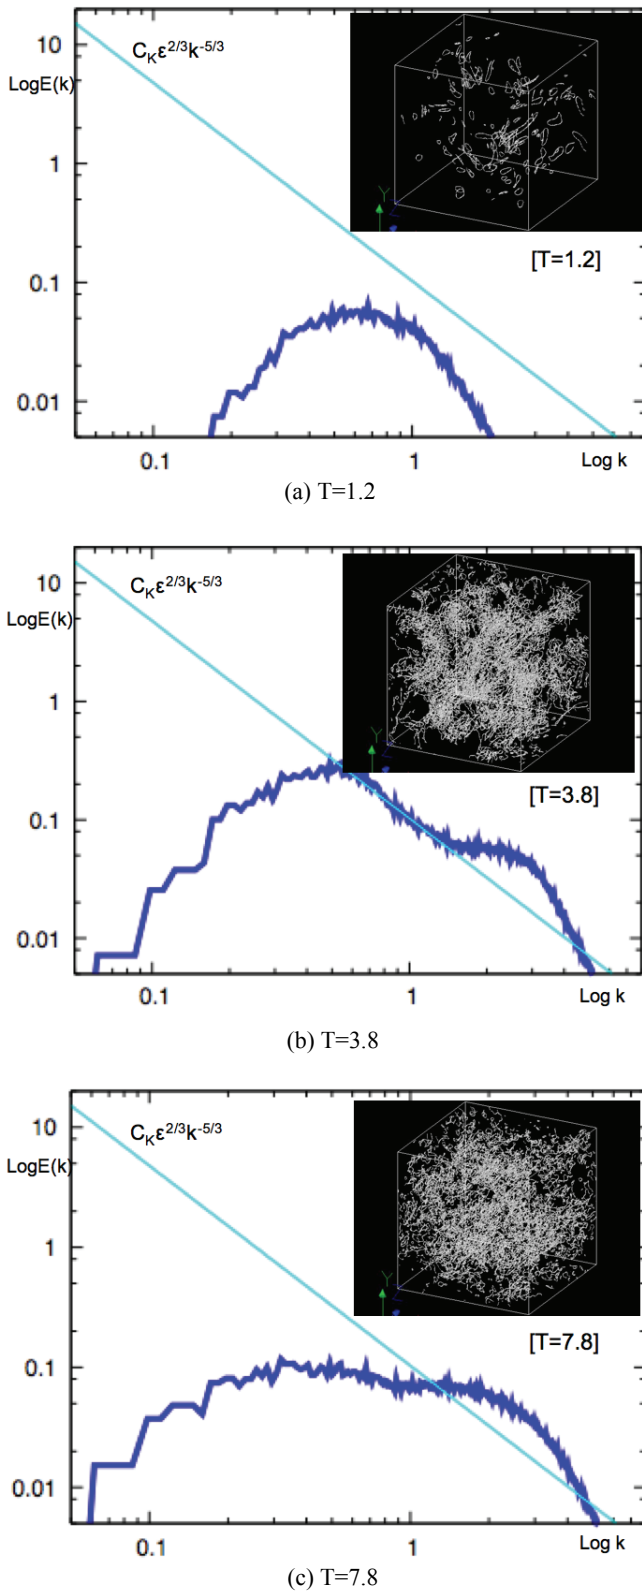 10
C_Kε^{2/3}k^{-5/3}
LogE(k)
Y
Z
1
[T=1.2]
0.1
0.01
0.1
1
Log k
(a) T=1.2
10
C_Kε^{2/3}k^{-5/3}
LogE(k)
Y
Z
1
[T=3.8]
0.1
0.01
0.1
1
Log k
(b) T=3.8
10
C_Kε^{2/3}k^{-5/3}
LogE(k)
Y
Z
1
[T=7.8]
0.1
0.01
0.1
1
Log k
(c) T=7.8